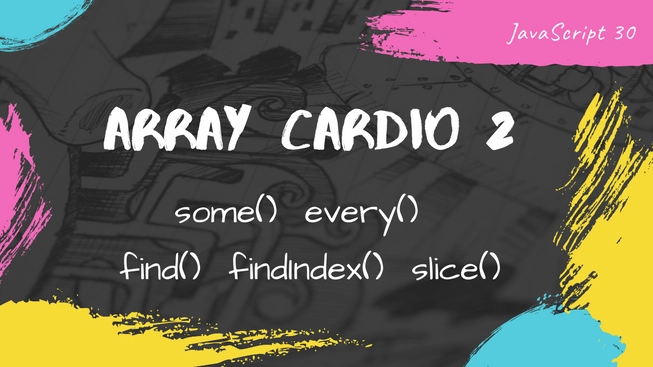 JavaScript 30
ARRAY CARDIO 2
some() every()
find() findIndex() slice()